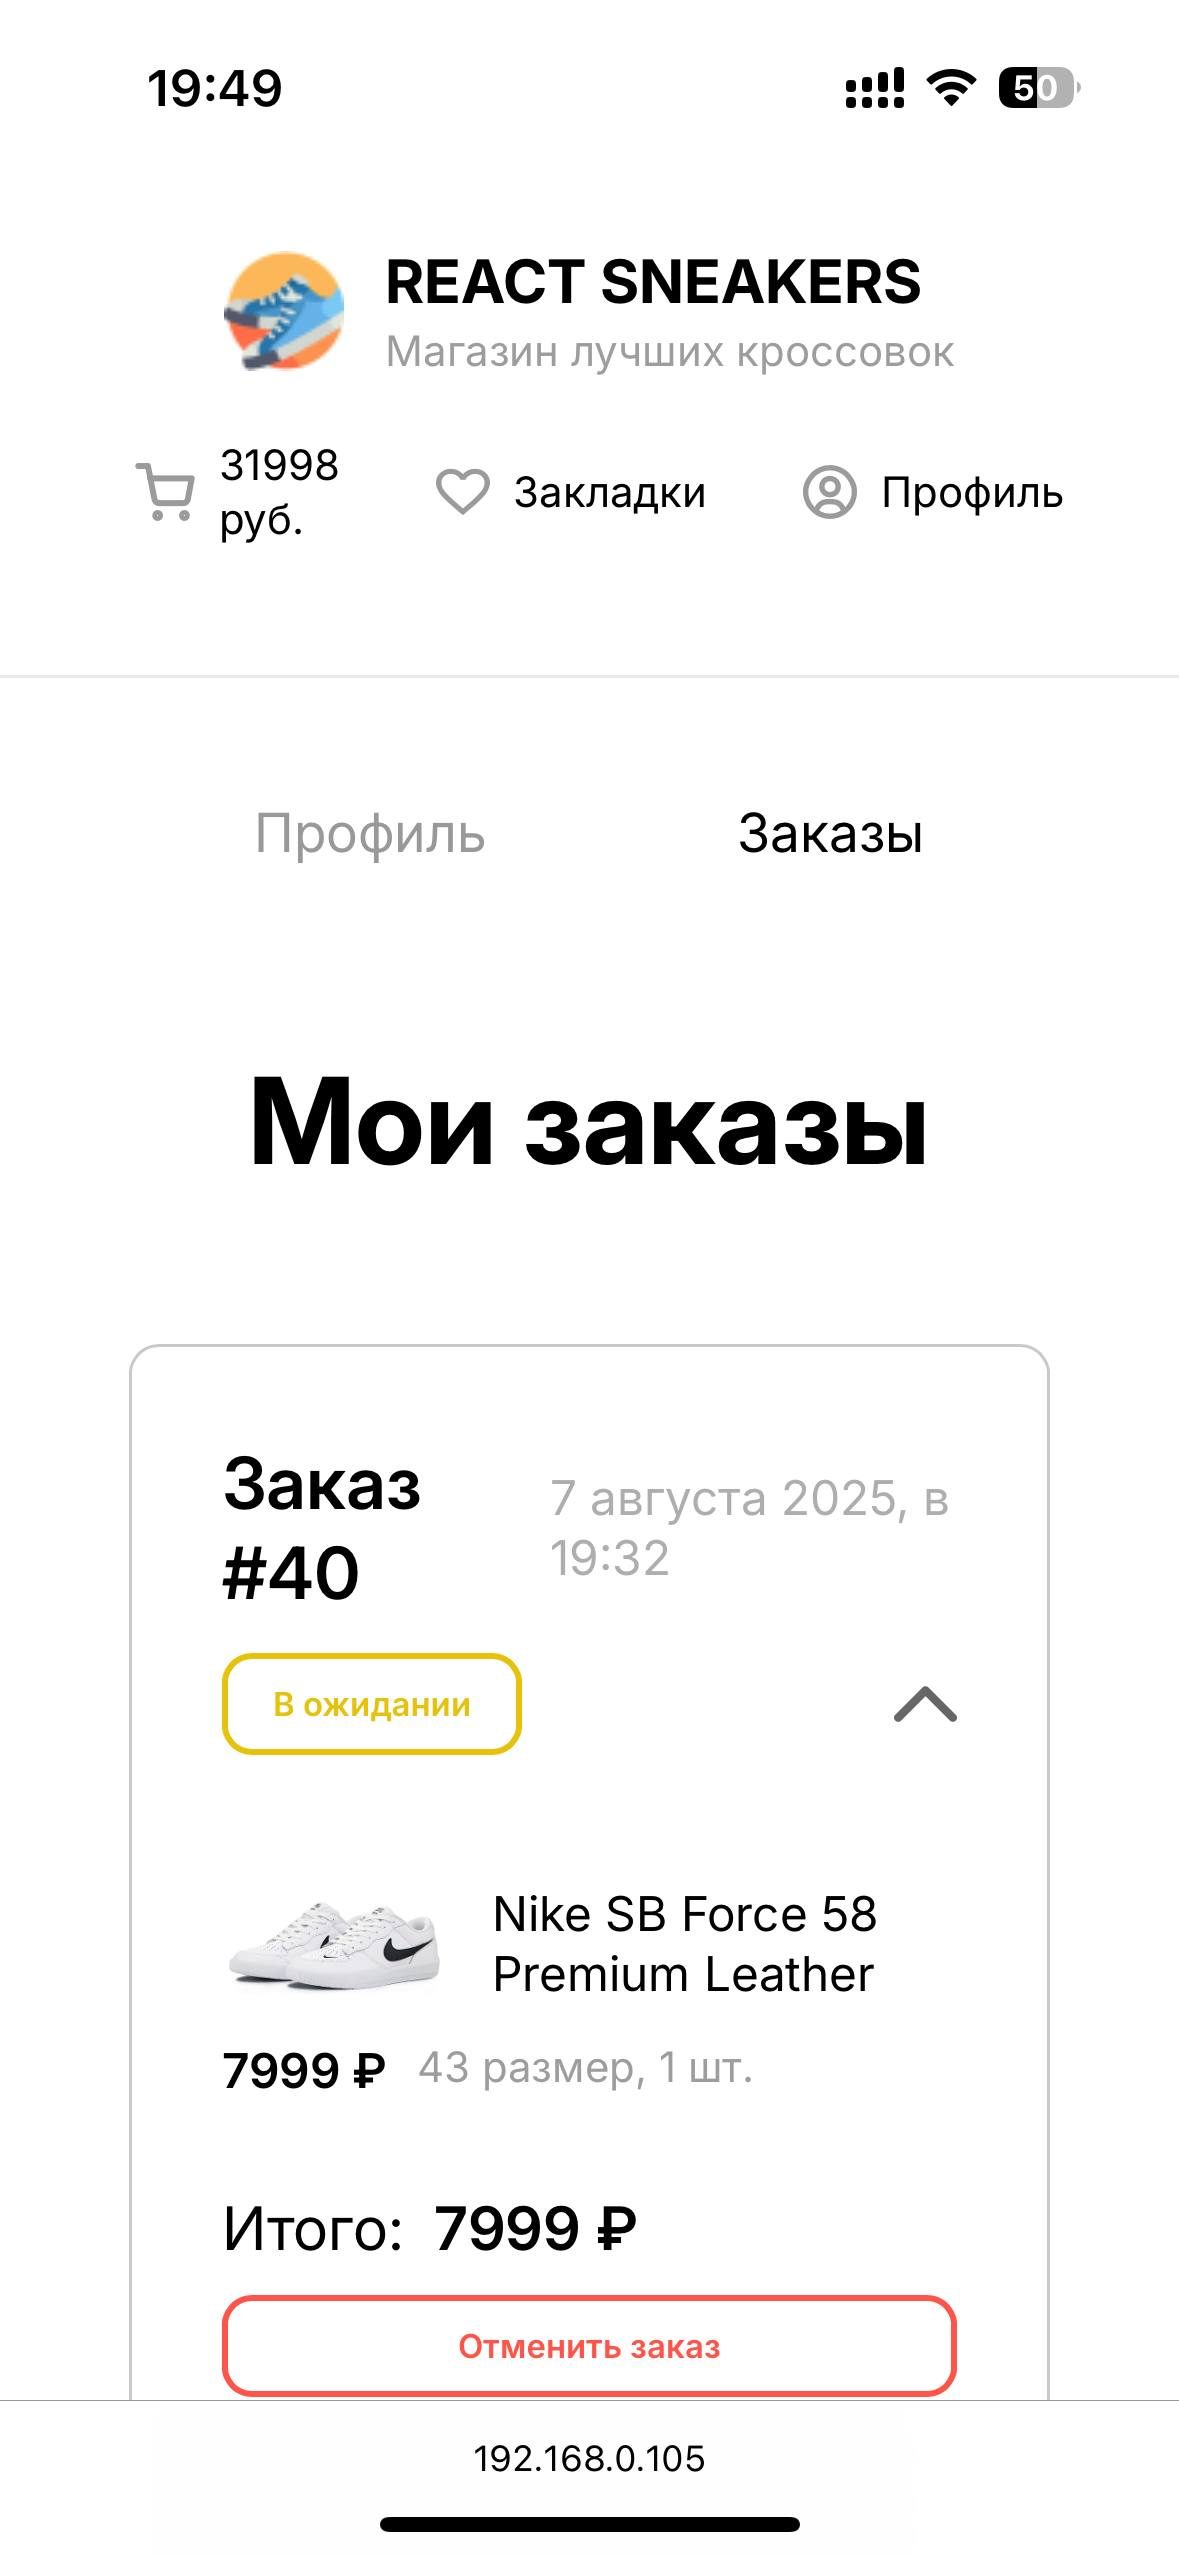 19:49
50
REACT SNEAKERS
Магазин лучших кроссовок
31998
руб.
Закладки
Профиль
Профиль
Заказы
Мои заказы
Заказ
#40
7 августа 2025, в
19:32
В ожидании
Nike SB Force 58
Premium Leather
7999 ₽
43 размер, 1 шт.
Итого: 7999 ₽
Отменить заказ
192.168.0.105